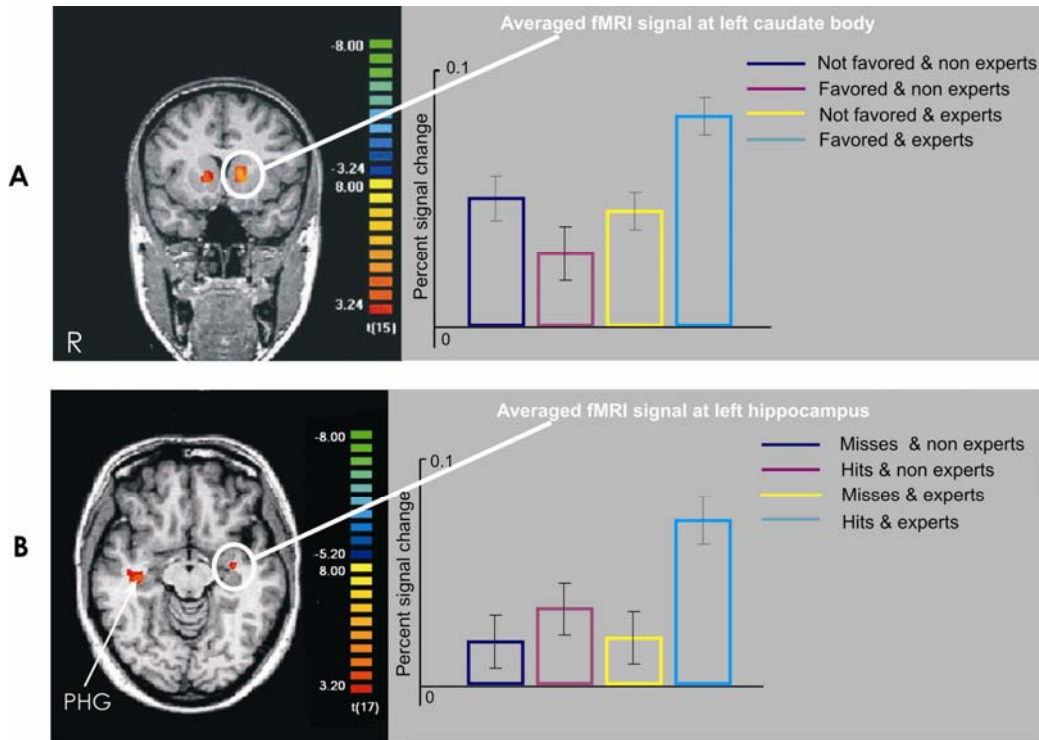 A
-8.00
-3.24
8.00
3.24
t(15)
R
Averaged fMRI signal at left caudate body
0.1
Percent signal change
0
Not favored & non experts
Favored & non experts
Not favored & experts
Favored & experts
B
-8.00
-5.20
8.00
3.20
t(17)
PHG
Averaged fMRI signal at left hippocampus
0.1
Percent signal change
0
Misses & non experts
Hits & non experts
Misses & experts
Hits & experts